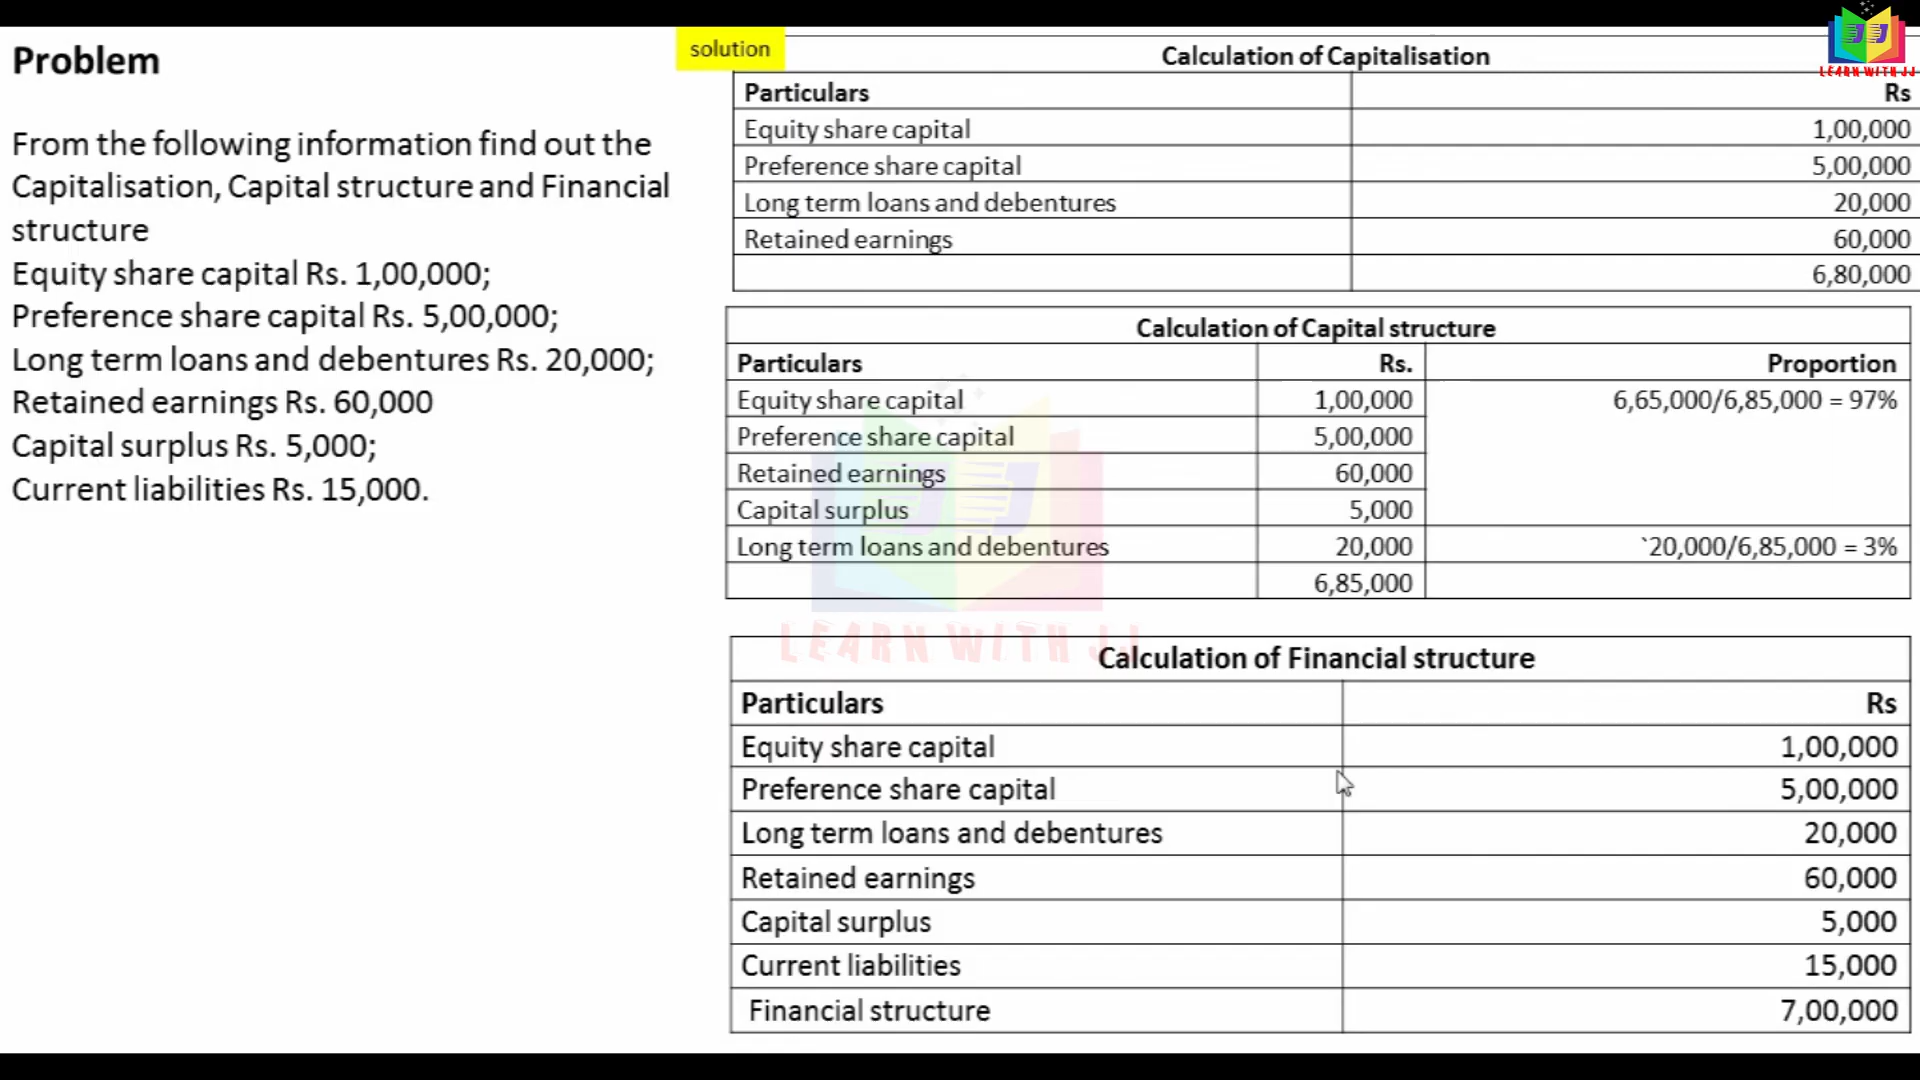 Problem
From the following information find out the
Capitalisation, Capital structure and Financial
structure
Equity share capital Rs. 1,00,000;
Preference share capital Rs. 5,00,000;
Long term loans and debentures Rs. 20,000;
Retained earnings Rs. 60,000
Capital surplus Rs. 5,000;
Current liabilities Rs. 15,000.
solution
Calculation of Capitalisation
Particulars Rs
Equity share capital 1,00,000
Preference share capital 5,00,000
Long term loans and debentures 20,000
Retained earnings 60,000
6,80,000
Calculation of Capital structure
Particulars Rs. Proportion
Equity share capital 1,00,000 6,65,000/6,85,000 = 97%
Preference share capital 5,00,000
Retained earnings 60,000
Capital surplus 5,000
Long term loans and debentures 20,000 `20,000/6,85,000 = 3%
6,85,000
Calculation of Financial structure
Particulars Rs
Equity share capital 1,00,000
Preference share capital 5,00,000
Long term loans and debentures 20,000
Retained earnings 60,000
Capital surplus 5,000
Current liabilities 15,000
Financial structure 7,00,000
JJ
LEARN WITH JJ
JJ
LEARN WITH JJ